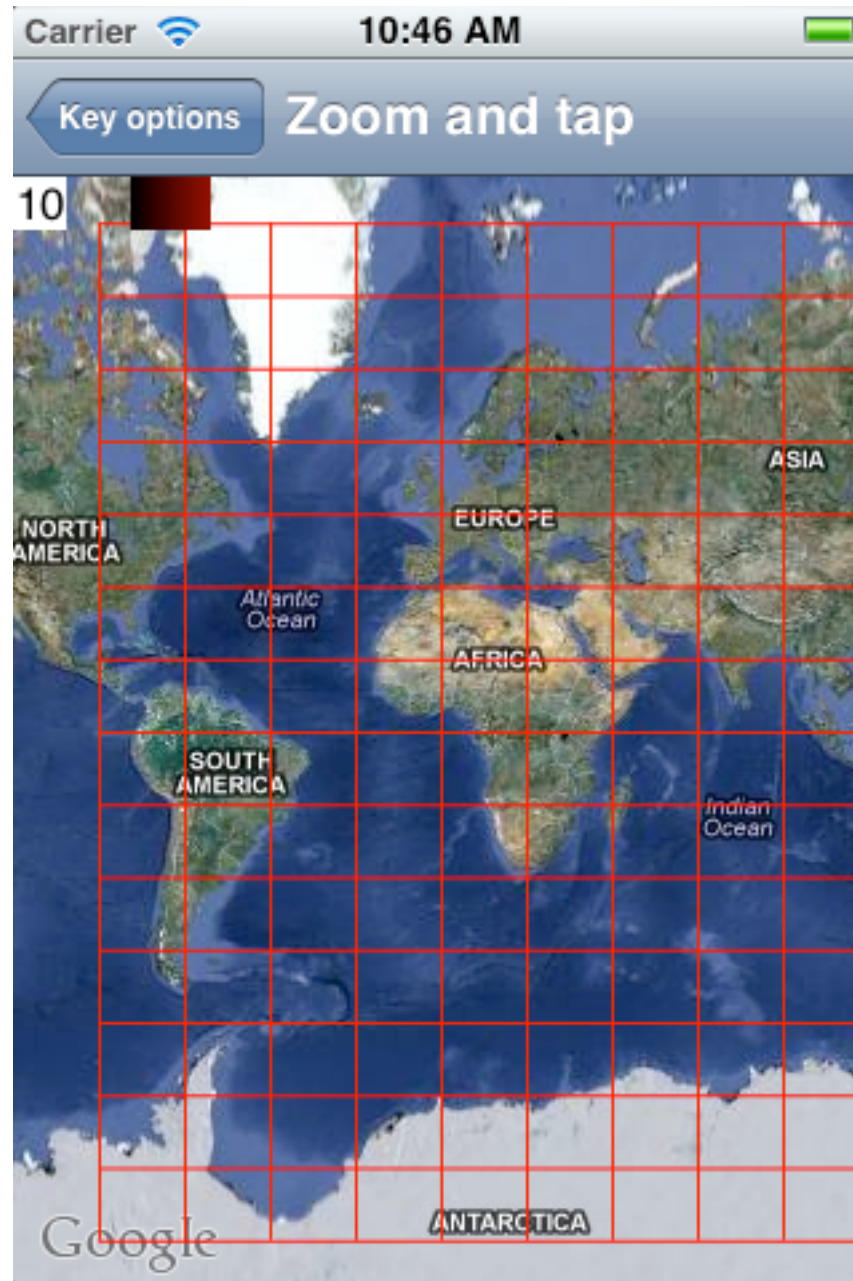 Carrier 10:46 AM
Key options Zoom and tap
10
ASIA
EUROPE
NORTH
AMERICA
Atlantic
Ocean
AFRICA
SOUTH
AMERICA
Indian
Ocean
ANTARCTICA
Google